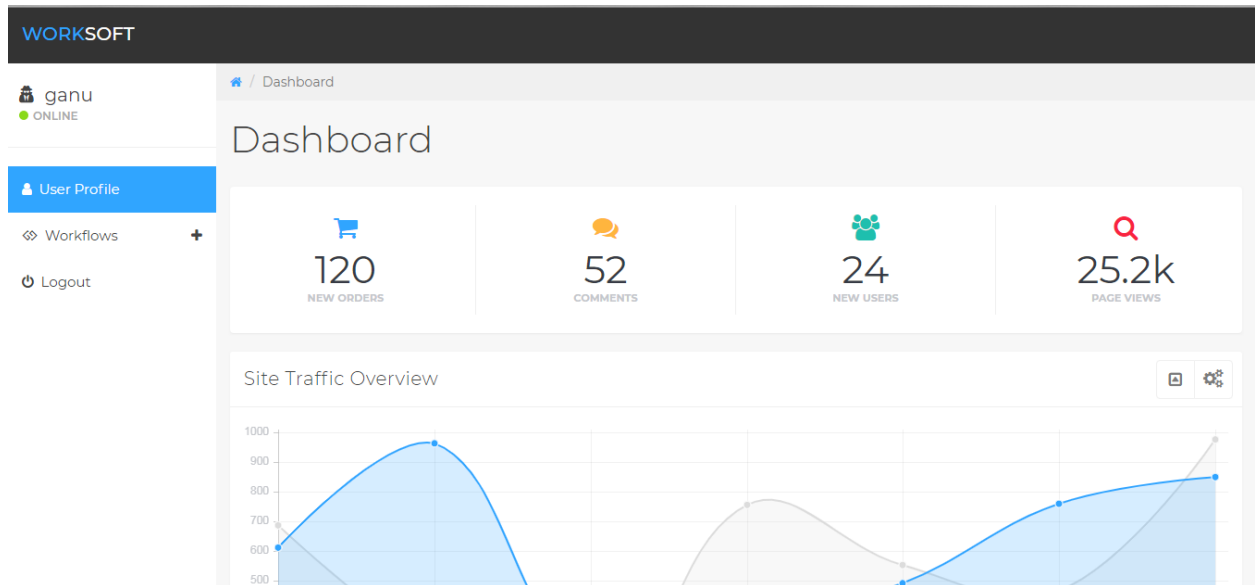 WORKSOFT
ganu
ONLINE
User Profile
Workflows
Logout
/ Dashboard
Dashboard
120
NEW ORDERS
52
COMMENTS
24
NEW USERS
25.2k
PAGE VIEWS
Site Traffic Overview
1000
900
800
700
600
500